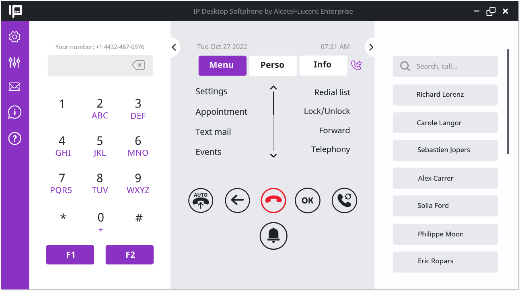 IP Desktop Softphone by Alcatel-Lucent Enterprise
Your number: +1 4432-467-0976
1
2 ABC
3 DEF
4 GHI
5 JKL
6 MNO
7 PQRS
8 TUV
9 WXYZ
*
0 +
#
F1
F2
Tue Oct 27 2022
07:21 AM
Menu
Perso
Info
Settings
Redial list
Appointment
Lock/Unlock
Text mail
Forward
Events
Telephony
AUTO
OK
Search, call...
Richard Lorenz
Carole Langor
Sebastien Jopers
Alex Carrer
Sofia Ford
Philippe Moon
Eric Ropars